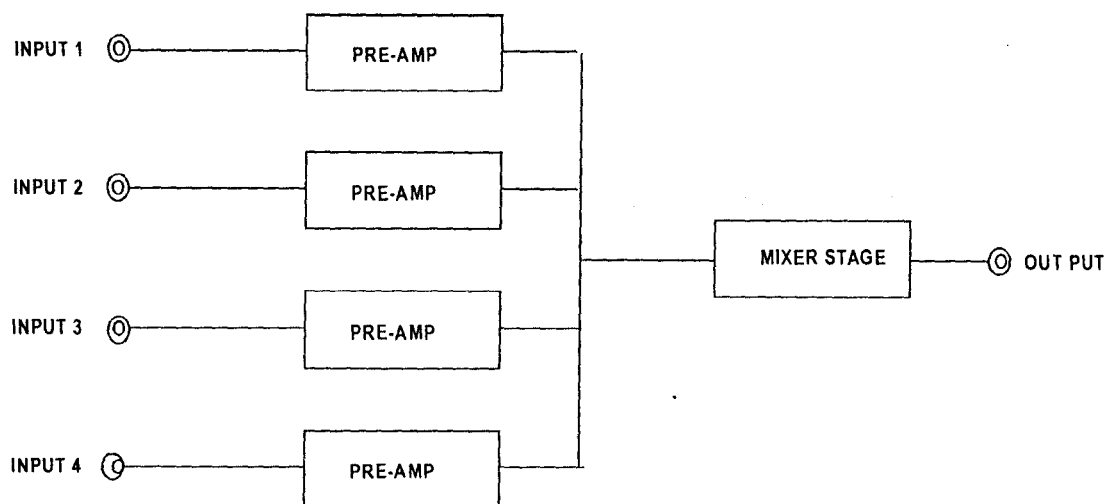 INPUT 1
PRE-AMP
INPUT 2
PRE-AMP
MIXER STAGE
OUT PUT
INPUT 3
PRE-AMP
INPUT 4
PRE-AMP